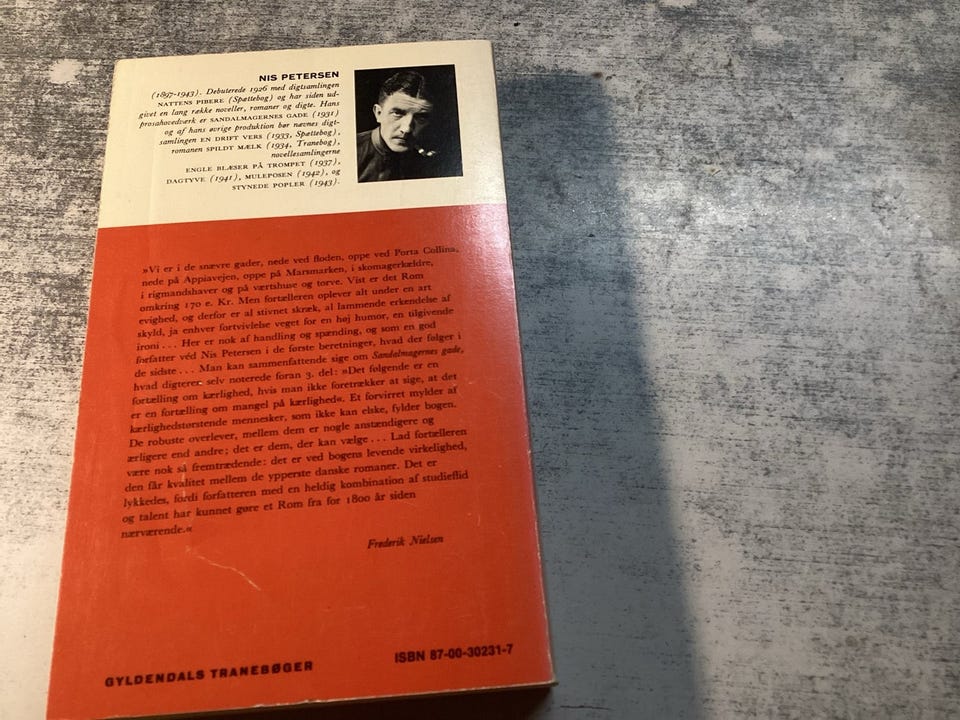 NIS PETERSEN
(1897-1943). Debuterede 1926 med digtsamlingen
NATTENS PIBERE (Spættebog) og har siden ud-
givet en lang række noveller, romaner og digte. Hans
prosahovedværk er SANDALMAGERNES GADE (1931)
og af hans øvrige produktion bør nævnes digt-
samlingen EN DRIFT VERS (1933, Spættebog),
romanen SPILDT MÆLK (1934, Tranebog),
novellesamlingerne
ENGLE BLÆSER PÅ TROMPET (1937),
DAGTYVE (1941), MULEPOSEN (1942), og
STYNEDE POPLER (1943).
»Vi er i de snævre gader, nede ved floden, oppe ved Porta Collina,
nede på Appiavejen, oppe på Marsmarken, i skomagerkældre,
i rigmandshaver og på værtshuse og torve. Vist er det Rom
omkring 170 e. Kr. Men fortælleren oplever alt under en art
evighed, og derfor er al stivnet skræk, al lammende erkendelse af
skyld, ja enhver fortvivlelse veget for en høj humor, en tilgivende
ironi ... Her er nok af handling og spænding, og som en god
forfatter véd Nis Petersen i de første beretninger, hvad der følger i
de sidste ... Man kan sammenfattende sige om Sandalmagernes gade,
hvad digteren selv noterede foran 3. del: »Det følgende er en
fortælling om kærlighed, hvis man ikke foretrækker at sige, at det
er en fortælling om mangel på kærlighed«. Et forvirret mylder af
kærlighedstørstende mennesker, som ikke kan elske, fylder bogen.
De robuste overlever, mellem dem er nogle anstændigere og
ærligere end andre; det er dem, der kan vælge ... Lad fortælleren
være nok så fremtrædende: det er ved bogens levende virkelighed,
den får kvalitet mellem de ypperste danske romaner. Det er
lykkedes, fordi forfatteren med en heldig kombination af studieflid
og talent har kunnet gøre et Rom fra for 1800 år siden
nærværende.«
Frederik Nielsen
GYLDENDALS TRANEBØGER
ISBN 87-00-30231-7